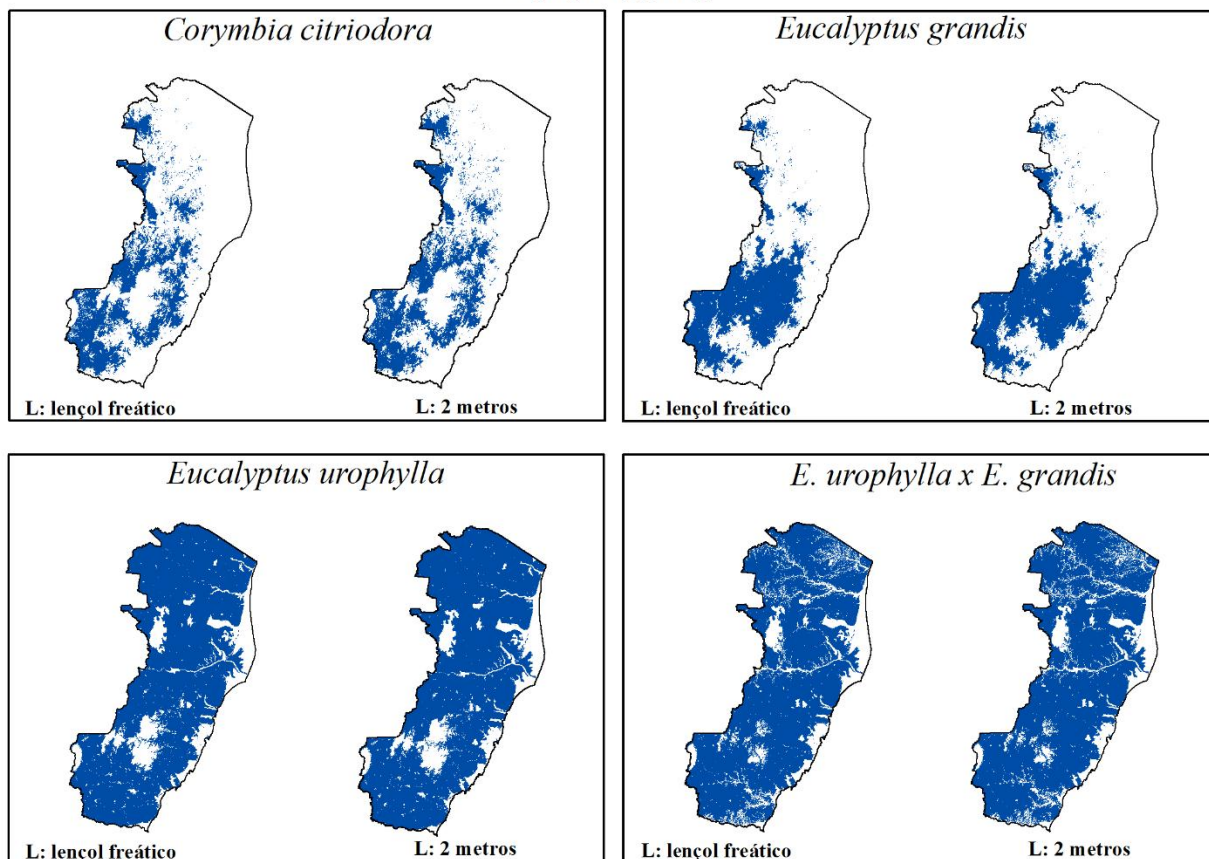 Corymbia citriodora
L: lençol freático
L: 2 metros
Eucalyptus grandis
L: lençol freático
L: 2 metros
Eucalyptus urophylla
L: lençol freático
L: 2 metros
E. urophylla x E. grandis
L: lençol freático
L: 2 metros